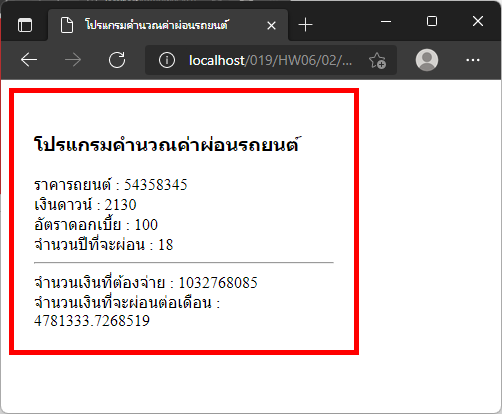 โปรแกรมคำนวณค่าผ่อนรถยนต์
localhost/019/HW06/02/...
โปรแกรมคำนวณค่าผ่อนรถยนต์
ราคารถยนต์ : 54358345
เงินดาวน์ : 2130
อัตราดอกเบี้ย : 100
จำนวนปีที่จะผ่อน : 18
จำนวนเงินที่ต้องจ่าย : 1032768085
จำนวนเงินที่จะผ่อนต่อเดือน :
4781333.7268519